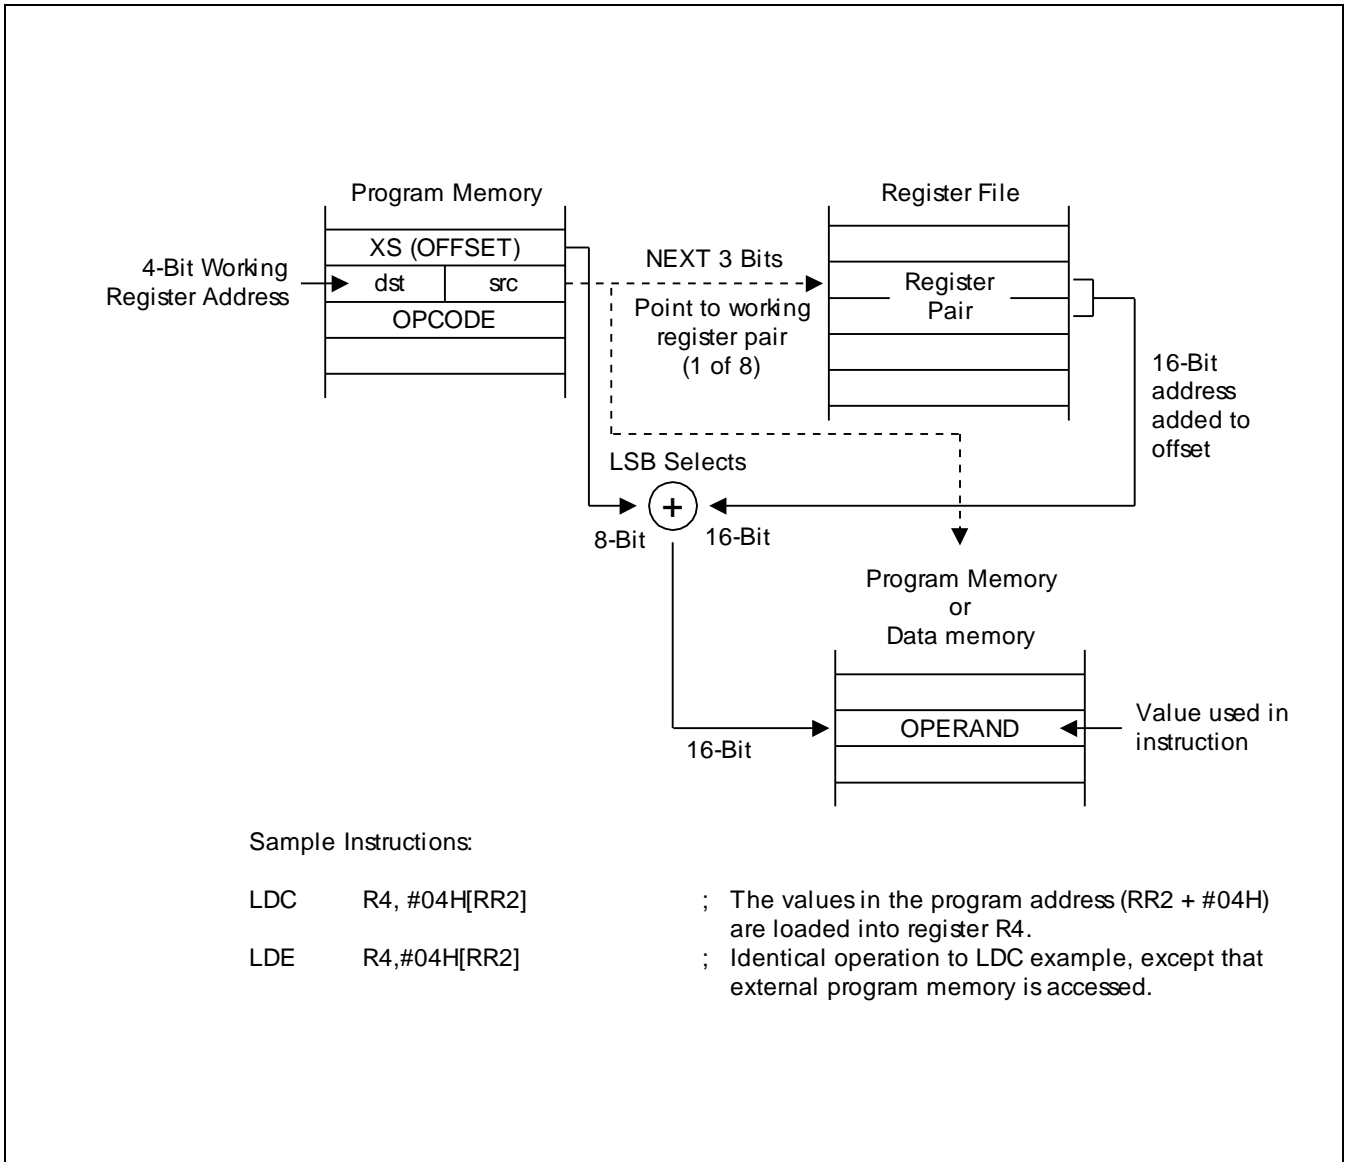 Program Memory
Register File
XS (OFFSET)
4-Bit Working
Register Address
dst
src
OPCODE
NEXT 3 Bits
Point to working
register pair
(1 of 8)
Register
Pair
16-Bit
address
added to
offset
LSB Selects
+
8-Bit
16-Bit
Program Memory
or
Data memory
16-Bit
OPERAND
Value used in
instruction
Sample Instructions:
LDC R4, #04H[RR2] ; The values in the program address (RR2 + #04H)
are loaded into register R4.
LDE R4,#04H[RR2] ; Identical operation to LDC example, except that
external program memory is accessed.